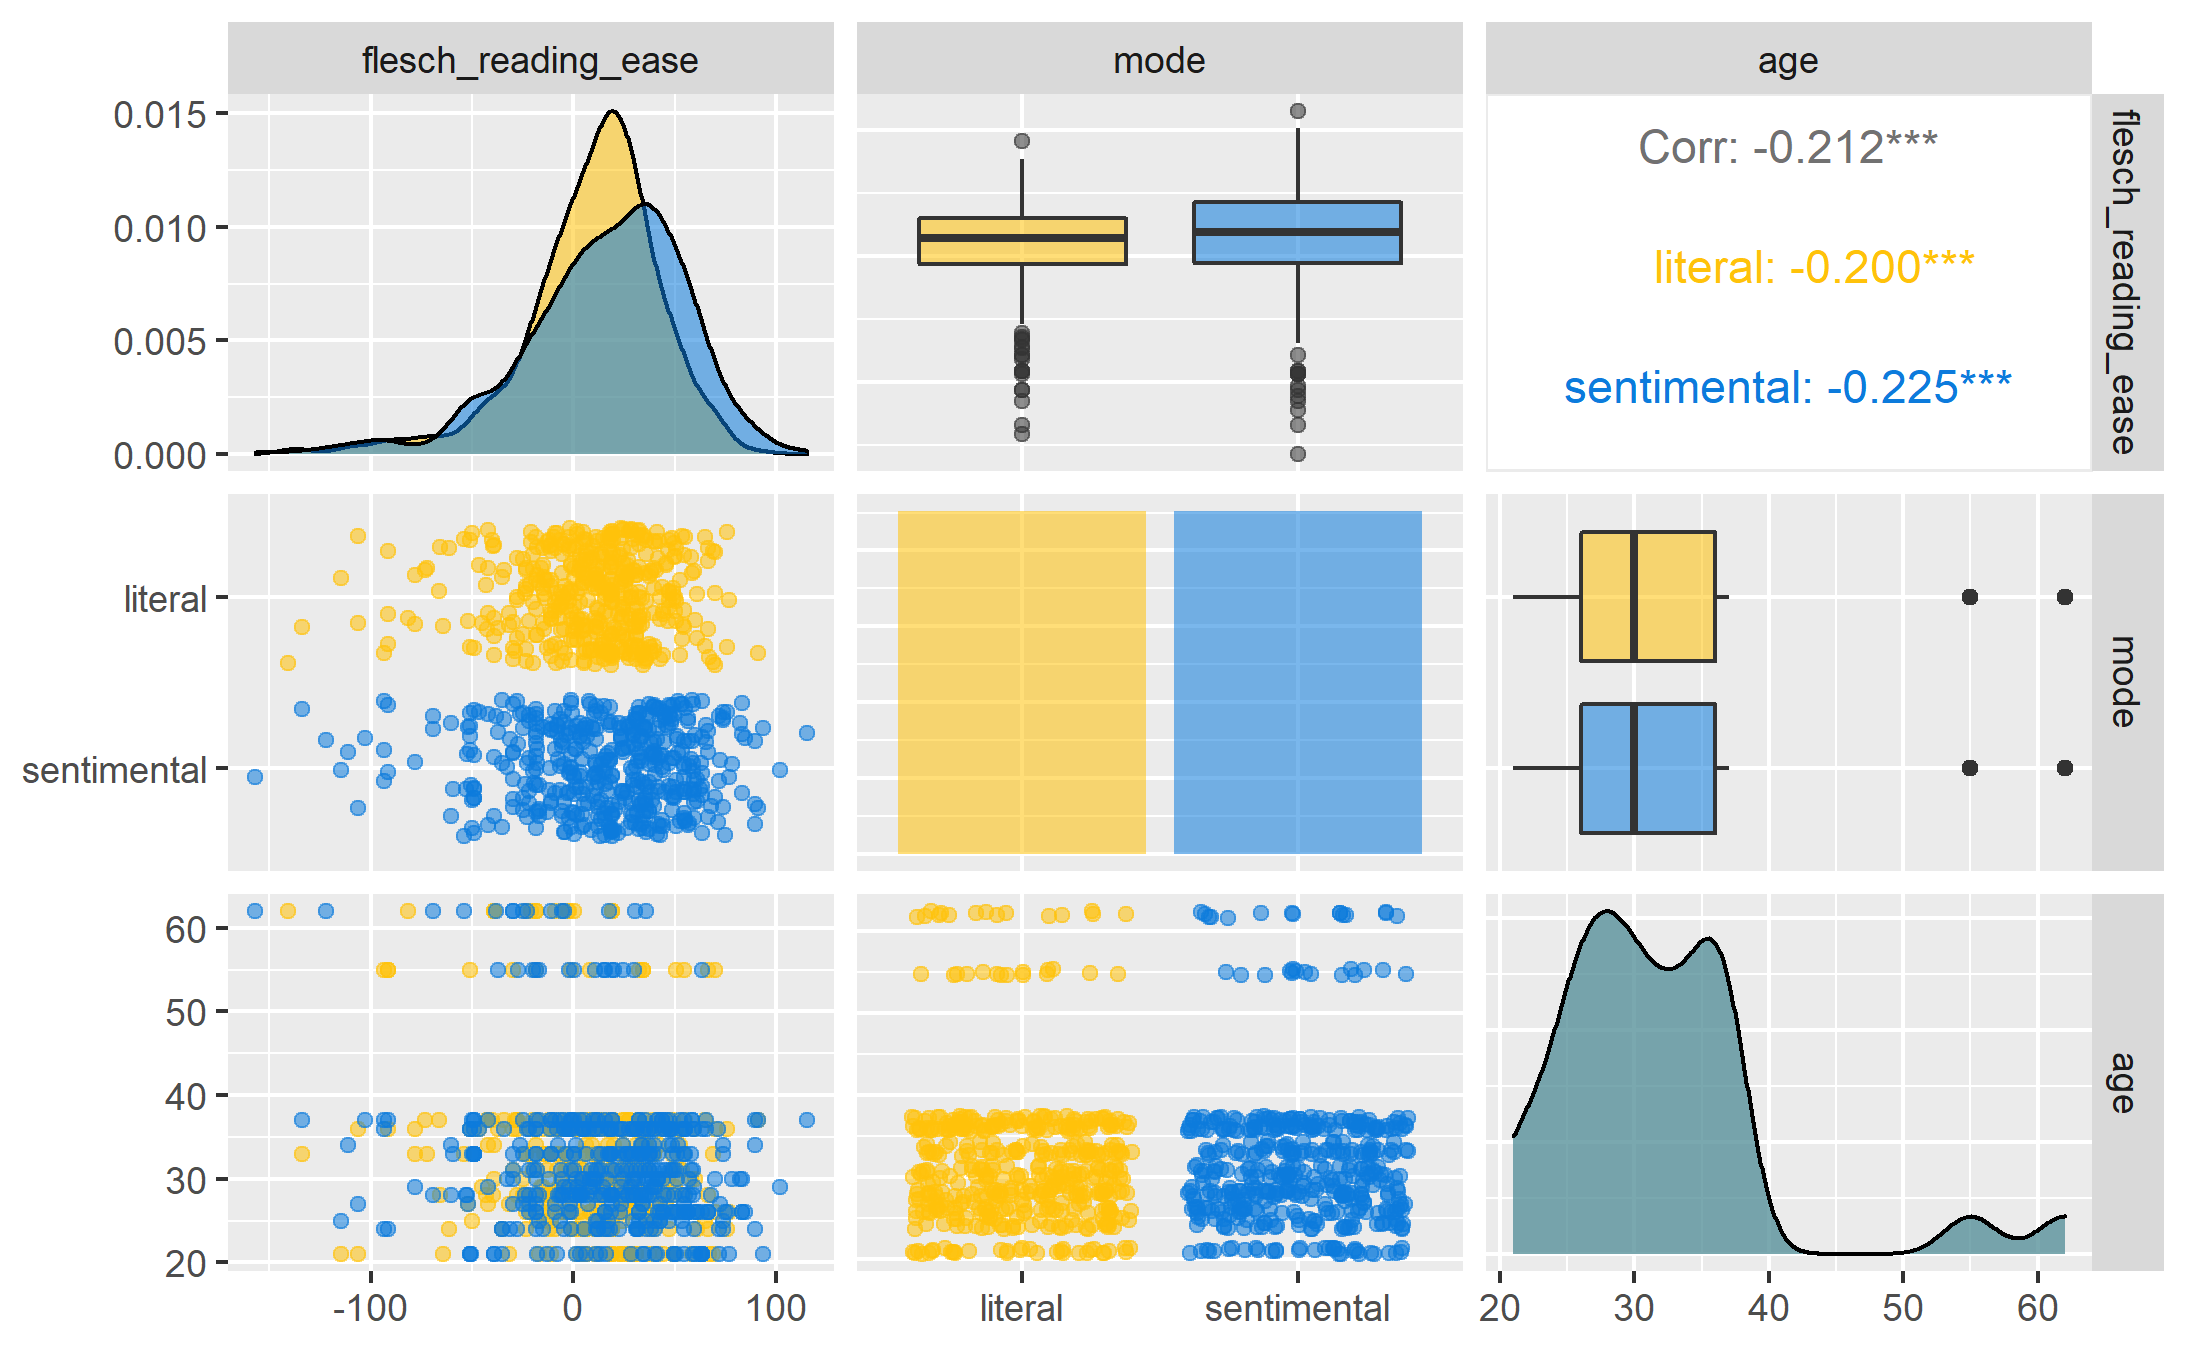 flesch_reading_ease
mode
age
0.015
0.010
0.005
0.000
Corr: -0.212***
literal: -0.200***
sentimental: -0.225***
flesch_reading_ease
literal
sentimental
mode
60
50
40
30
20
age
-100
0
100
literal
sentimental
20
30
40
50
60